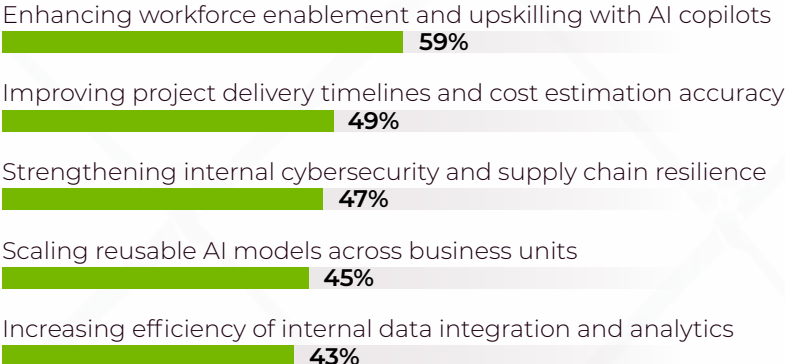 Enhancing workforce enablement and upskilling with AI copilots
59%
Improving project delivery timelines and cost estimation accuracy
49%
Strengthening internal cybersecurity and supply chain resilience
47%
Scaling reusable AI models across business units
45%
Increasing efficiency of internal data integration and analytics
43%